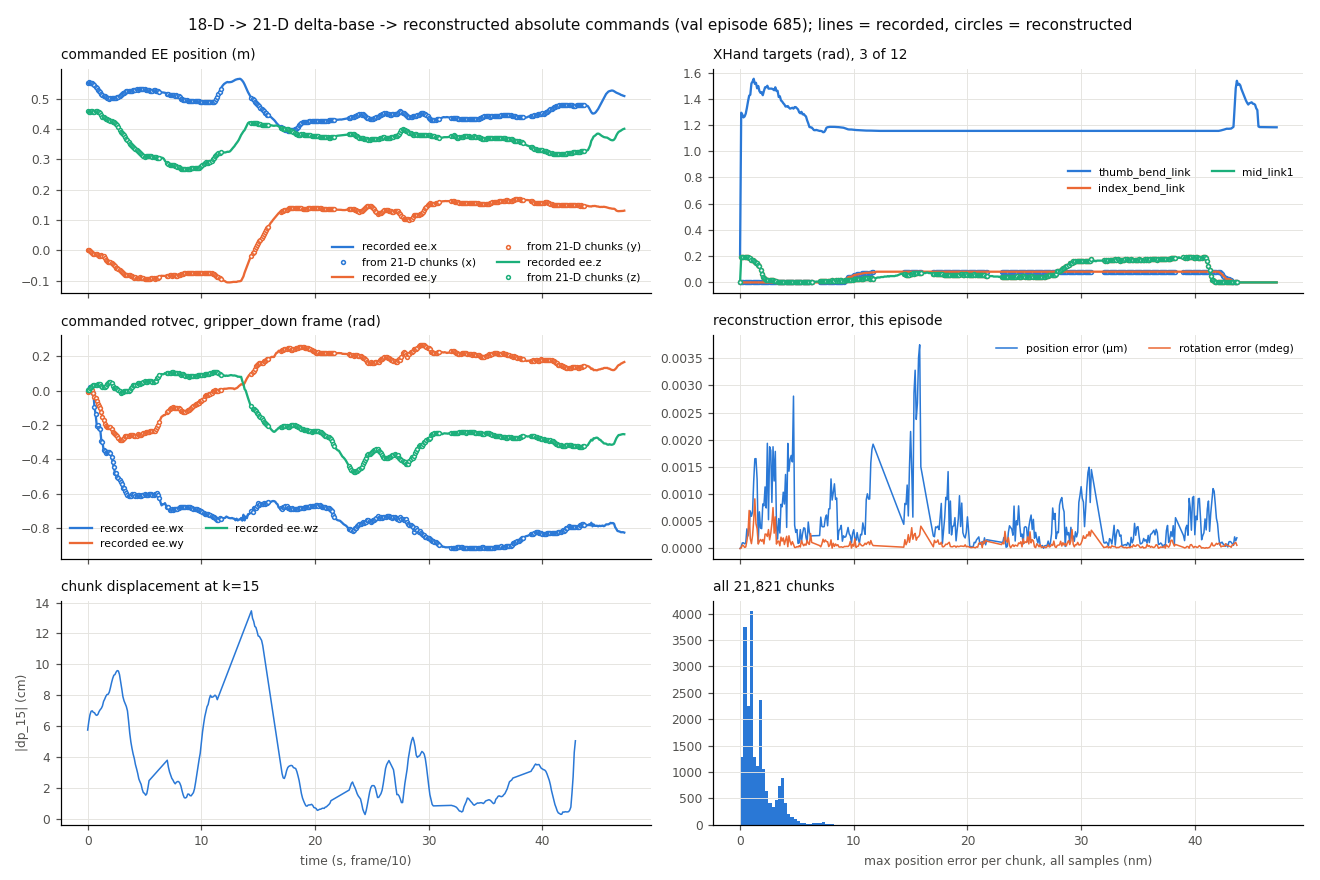 18-D -> 21-D delta-base -> reconstructed absolute commands (val episode 685); lines = recorded, circles = reconstructed
commanded EE position (m)
0.5
0.4
0.3
0.2
0.1
0.0
−0.1
recorded ee.x
from 21-D chunks (x)
recorded ee.y
from 21-D chunks (y)
recorded ee.z
from 21-D chunks (z)
XHand targets (rad), 3 of 12
1.6
1.4
1.2
1.0
0.8
0.6
0.4
0.2
0.0
thumb_bend_link
index_bend_link
mid_link1
commanded rotvec, gripper_down frame (rad)
0.2
0.0
−0.2
−0.4
−0.6
−0.8
recorded ee.wx
recorded ee.wy
recorded ee.wz
reconstruction error, this episode
0.0035
0.0030
0.0025
0.0020
0.0015
0.0010
0.0005
0.0000
position error (µm)
rotation error (mdeg)
chunk displacement at k=15
|dp_15| (cm)
14
12
10
8
6
4
2
0
0 10 20 30 40
time (s, frame/10)
all 21,821 chunks
4000
3500
3000
2500
2000
1500
1000
500
0
0 10 20 30 40
max position error per chunk, all samples (nm)